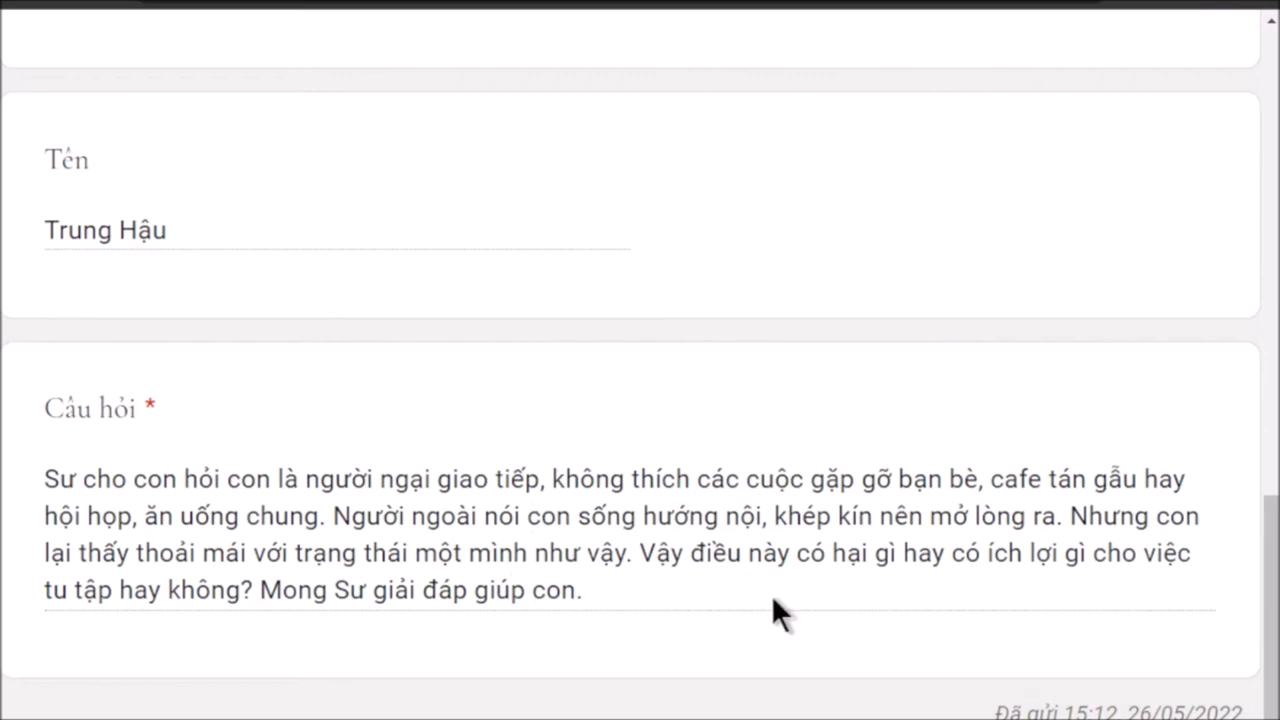 Tên
Trung Hậu
Câu hỏi *
Sư cho con hỏi con là người ngại giao tiếp, không thích các cuộc gặp gỡ bạn bè, cafe tán gẫu hay
hội họp, ăn uống chung. Người ngoài nói con sống hướng nội, khép kín nên mở lòng ra. Nhưng con
lại thấy thoải mái với trạng thái một mình như vậy. Vậy điều này có hại gì hay có ích lợi gì cho việc
tu tập hay không? Mong Sư giải đáp giúp con.
Đã gửi 15:12, 26/05/2022